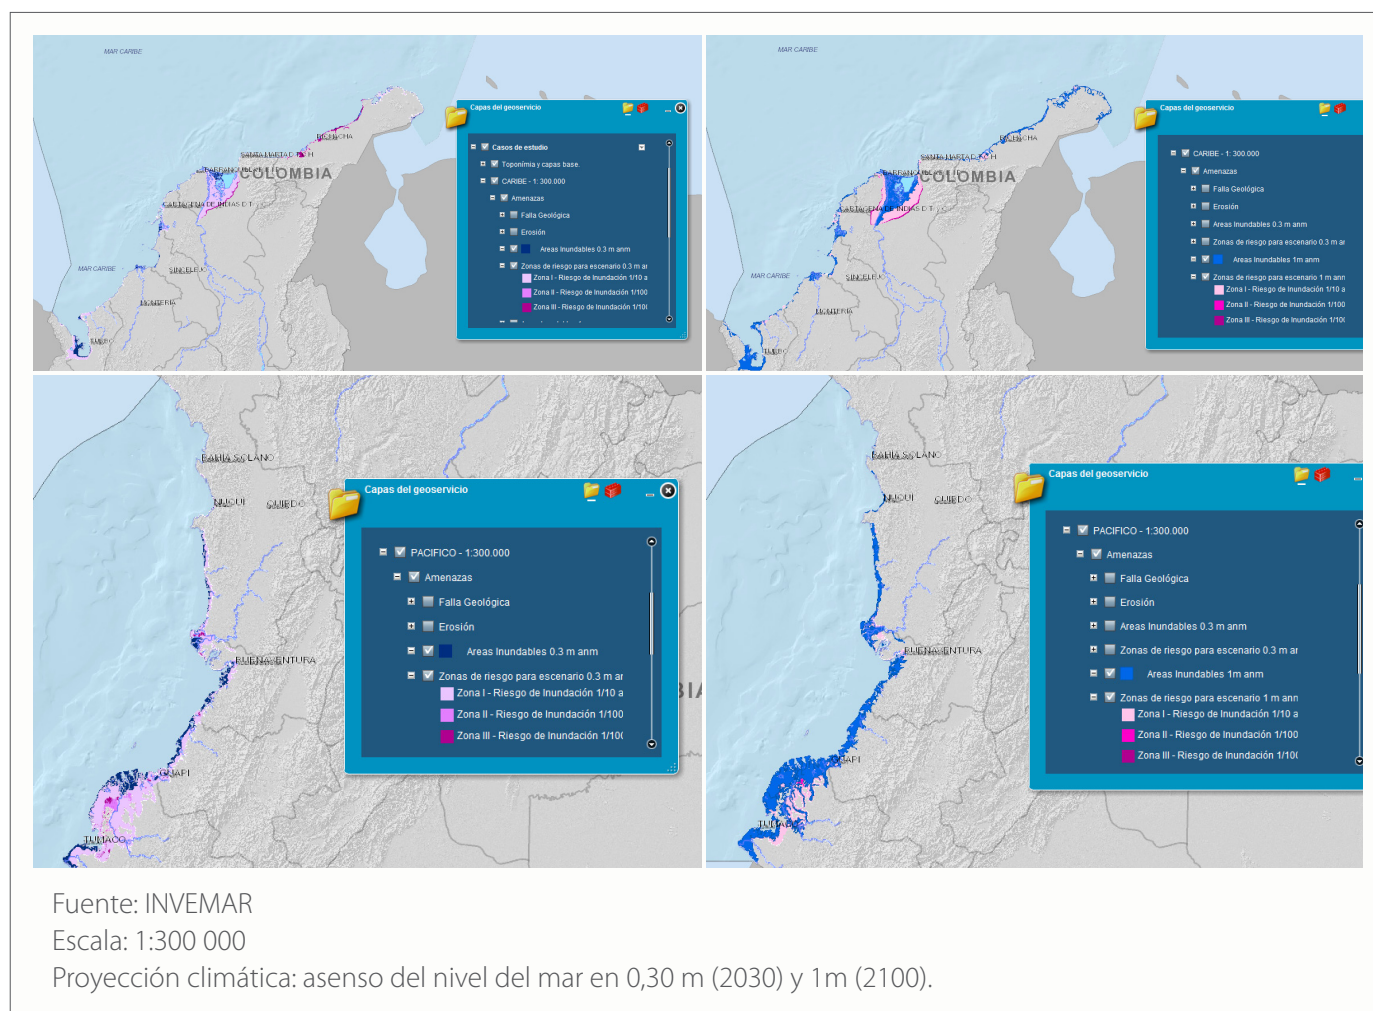 MAR CARIBE
Capas del geoservicio
Casos de estudio
Toponímia y capas base.
CARIBE - 1: 300.000
Amenazas
Falla Geológica
Erosión
Areas Inundables 0.3 m anm
Zonas de riesgo para escenario 0.3 m ar
Zona I - Riesgo de Inundación 1/10 a
Zona II - Riesgo de Inundación 1/100
Zona III - Riesgo de Inundación 1/100
RIOHACHA
SANTA MARTA D.T. C.H
BARRANQUILLA
COLOMBIA
CARTAGENA DE INDIAS D.T.
MAR CARIBE
SINCELEJO
MONTERIA
TURBO
MAR CARIBE
Capas del geoservicio
CARIBE - 1: 300.000
Amenazas
Falla Geológica
Erosión
Areas Inundables 0.3 m anm
Zonas de riesgo para escenario 0.3 m ar
Areas Inundables 1m anm
Zonas de riesgo para escenario 1 m anm
Zona I - Riesgo de Inundación 1/10 a
Zona II - Riesgo de Inundación 1/100
Zona III - Riesgo de Inundación 1/10(
RIOHACHA
SANTA MARTA D.T. C.H
BARRANQUILLA
COLOMBIA
CARTAGENA DE INDIAS D.T.
MAR CARIBE
SINCELEJO
MONTERIA
TURBO
BAHÍA SOLANO
NUQUI
QUIBDO
BUENAVENTURA
GUAPI
TUMACO
Capas del geoservicio
PACIFICO - 1:300.000
Amenazas
Falla Geológica
Erosión
Areas Inundables 0.3 m anm
Zonas de riesgo para escenario 0.3 m ar
Zona I - Riesgo de Inundación 1/10 a
Zona II - Riesgo de Inundación 1/100
Zona III - Riesgo de Inundación 1/10(
BIA
BAHÍA SOLANO
NUQUI
QUIBDO
BUENAVENTURA
GUAPI
TUMACO
Capas del geoservicio
PACIFICO - 1:300.000
Amenazas
Falla Geológica
Erosión
Areas Inundables 0.3 m anm
Zonas de riesgo para escenario 0.3 m ar
Areas Inundables 1m anm
Zonas de riesgo para escenario 1 m anm
Zona I - Riesgo de Inundación 1/10 a
Zona II - Riesgo de Inundación 1/100
Zona III - Riesgo de Inundación 1/10(
Fuente: INVEMAR
Escala: 1:300 000
Proyección climática: asenso del nivel del mar en 0,30 m (2030) y 1m (2100).